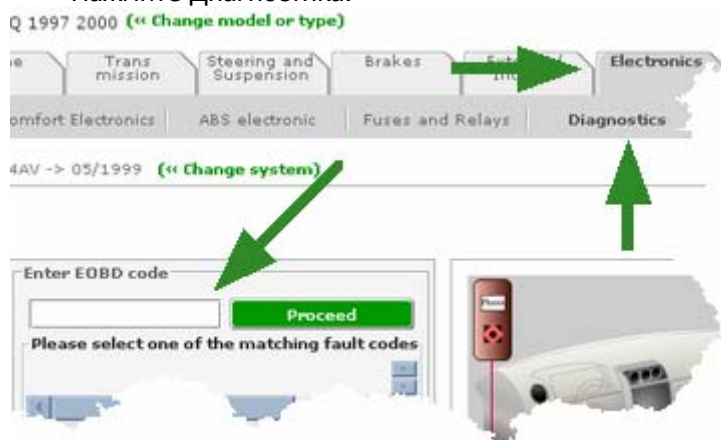 Нажмите Диагностика.
Q 1997 2000 (‹‹ Change model or type)
Trans
mission
Steering and
Suspension
Brakes
Electronics
omfort Electronics ABS electronic Fuses and Relays Diagnostics
4AV -> 05/1999 (‹‹ Change system)
Enter EOBD code
Proceed
Please select one of the matching fault codes